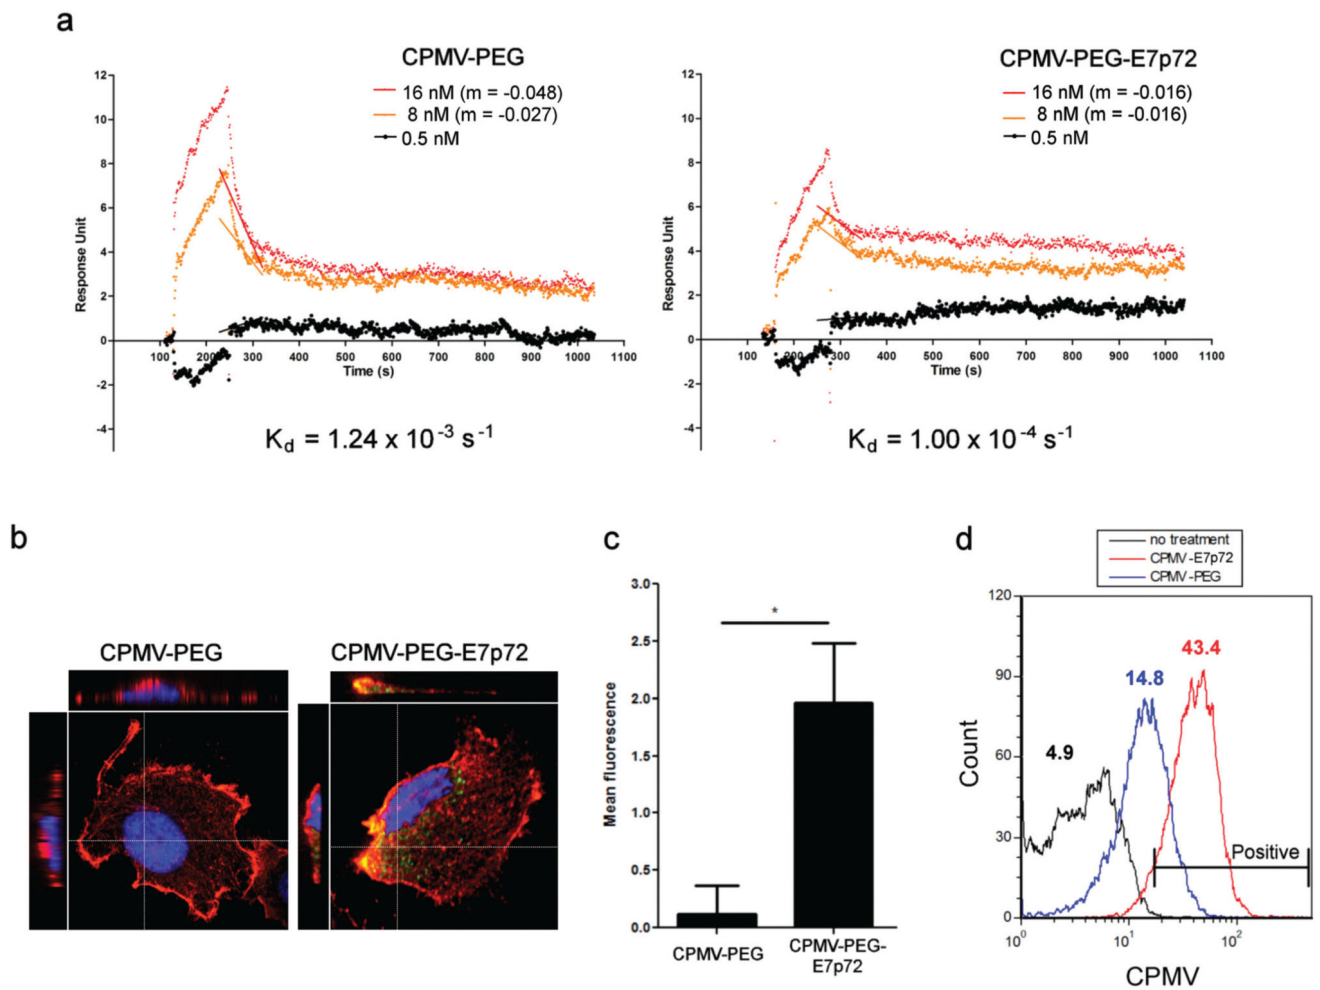 a
CPMV-PEG
16 nM (m = -0.048)
8 nM (m = -0.027)
0.5 nM
Response Unit
12
10
8
6
4
2
0
-2
-4
100 200 300 400 500 600 700 800 900 1000 1100
Time (s)
Kd = 1.24 x 10-3 s-1
CPMV-PEG-E7p72
16 nM (m = -0.016)
8 nM (m = -0.016)
0.5 nM
Response Unit
12
10
8
6
4
2
0
-2
-4
100 200 300 400 500 600 700 800 900 1000 1100
Time (s)
Kd = 1.00 x 10-4 s-1
b
CPMV-PEG
CPMV-PEG-E7p72
c
Mean fluorescence
3.0
2.5
2.0
1.5
1.0
0.5
0.0
*
CPMV-PEG
CPMV-PEG-
E7p72
d
no treatment
CPMV-E7p72
CPMV-PEG
Count
120
90
60
30
0
4.9
14.8
43.4
Positive
100 101 102
CPMV